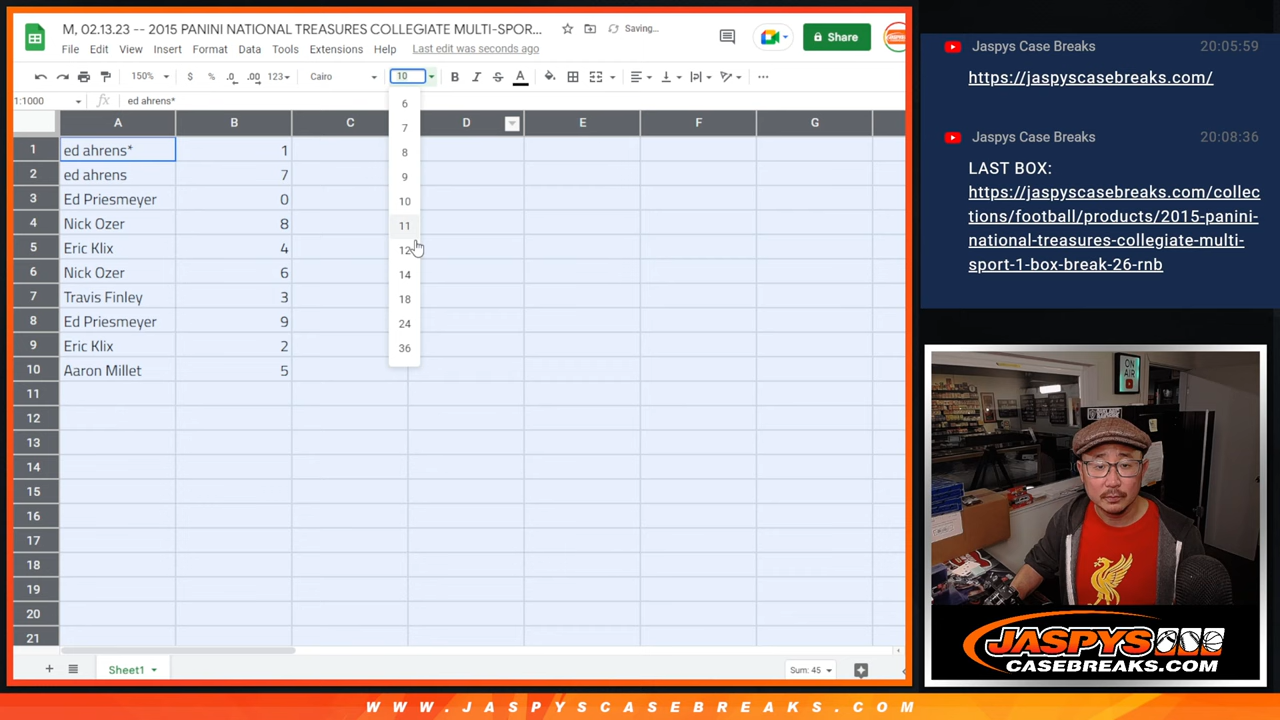 M, 02.13.23 -- 2015 PANINI NATIONAL TREASURES COLLEGIATE MULTI-SPOR...
Saving...
Share
File Edit View Insert Format Data Tools Extensions Help Last edit was seconds ago
150% $ % .0 .00 123 Cairo 10 B I S A
1:1000 fx ed ahrens*
A B C D E F G
1 ed ahrens* 1
2 ed ahrens 7
3 Ed Priesmeyer 0
4 Nick Ozer 8
5 Eric Klix 4
6 Nick Ozer 6
7 Travis Finley 3
8 Ed Priesmeyer 9
9 Eric Klix 2
10 Aaron Millet 5
11
12
13
14
15
16
17
18
19
20
21
6
7
8
9
10
11
12
14
18
24
36
Sheet1
Sum: 45
Jaspys Case Breaks 20:05:59
https://jaspyscasebreaks.com/
Jaspys Case Breaks 20:08:36
LAST BOX:
https://jaspyscasebreaks.com/collec
tions/football/products/2015-panini-
national-treasures-collegiate-multi-
sport-1-box-break-26-rnb
ON
AIR
JASPYS
CASEBREAKS.COM
WWW.JASPYSCASEBREAKS.COM